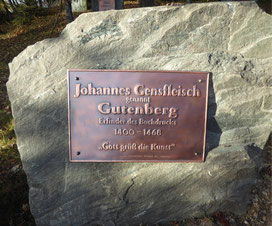 Johannes Gensfleisch
genannt
Gutenberg
Erfinder des Buchdrucks
1400 - 1468
„Gott grüß die Kunst"